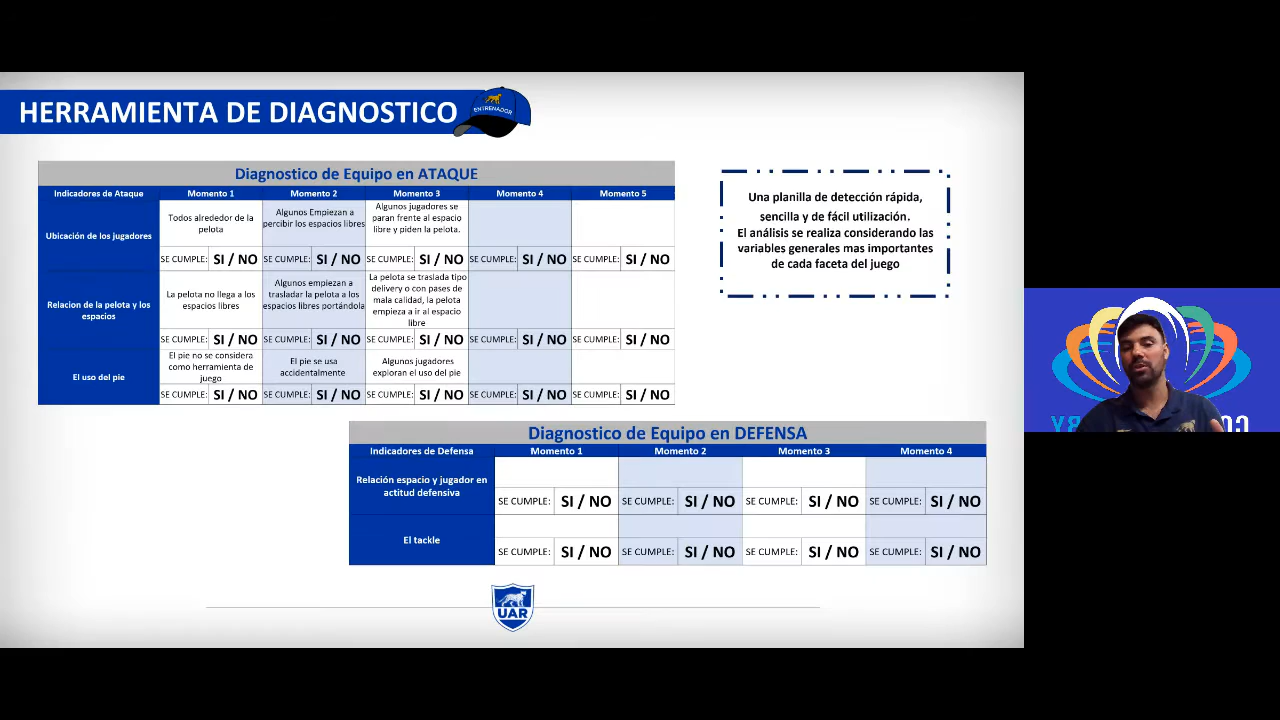 HERRAMIENTA DE DIAGNOSTICO
ENTRENADOR
Diagnostico de Equipo en ATAQUE
Indicadores de Ataque Momento 1 Momento 2 Momento 3 Momento 4 Momento 5
Ubicación de los jugadores
Todos alrededor de la
pelota
Algunos Empiezan a
percibir los espacios libres
Algunos jugadores se
paran frente al espacio
libre y piden la pelota.
SE CUMPLE: SI / NO SE CUMPLE: SI / NO SE CUMPLE: SI / NO SE CUMPLE: SI / NO SE CUMPLE: SI / NO
Relacion de la pelota y los
espacios
La pelota no llega a los
espacios libres
Algunos empiezan a
trasladar la pelota a los
espacios libres portándola
La pelota se traslada tipo
delivery o con pases de
mala calidad, la pelota
empieza a ir al espacio
libre
SE CUMPLE: SI / NO SE CUMPLE: SI / NO SE CUMPLE: SI / NO SE CUMPLE: SI / NO SE CUMPLE: SI / NO
El uso del pie
El pie no se considera
como herramienta de
juego
El pie se usa
accidentalmente
Algunos jugadores
exploran el uso del pie
SE CUMPLE: SI / NO SE CUMPLE: SI / NO SE CUMPLE: SI / NO SE CUMPLE: SI / NO SE CUMPLE: SI / NO
Una planilla de detección rápida,
sencilla y de fácil utilización.
El análisis se realiza considerando las
variables generales mas importantes
de cada faceta del juego
Diagnostico de Equipo en DEFENSA
Indicadores de Defensa Momento 1 Momento 2 Momento 3 Momento 4
Relación espacio y jugador en
actitud defensiva
SE CUMPLE: SI / NO SE CUMPLE: SI / NO SE CUMPLE: SI / NO SE CUMPLE: SI / NO
El tackle
SE CUMPLE: SI / NO SE CUMPLE: SI / NO SE CUMPLE: SI / NO SE CUMPLE: SI / NO
UAR